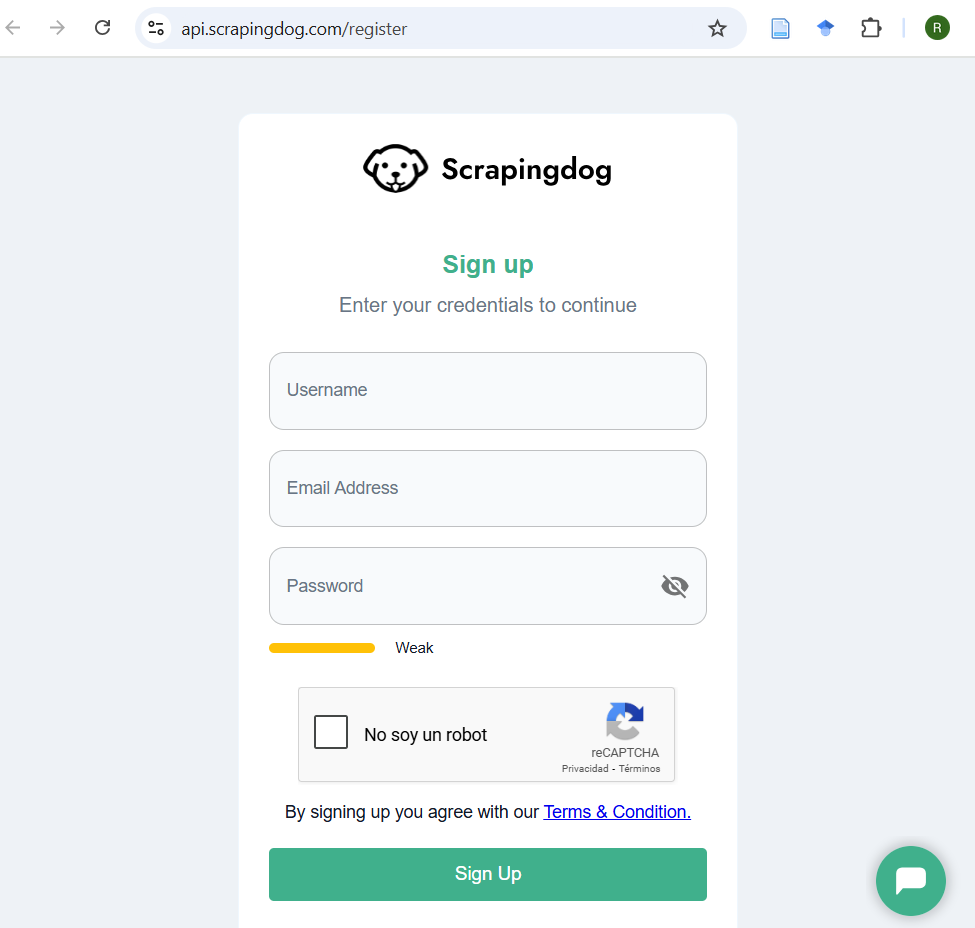 api.scrapingdog.com/register
R
Scrapingdog
Sign up
Enter your credentials to continue
Username
Email Address
Password
Weak
No soy un robot
reCAPTCHA
Privacidad - Términos
By signing up you agree with our Terms & Condition.
Sign Up